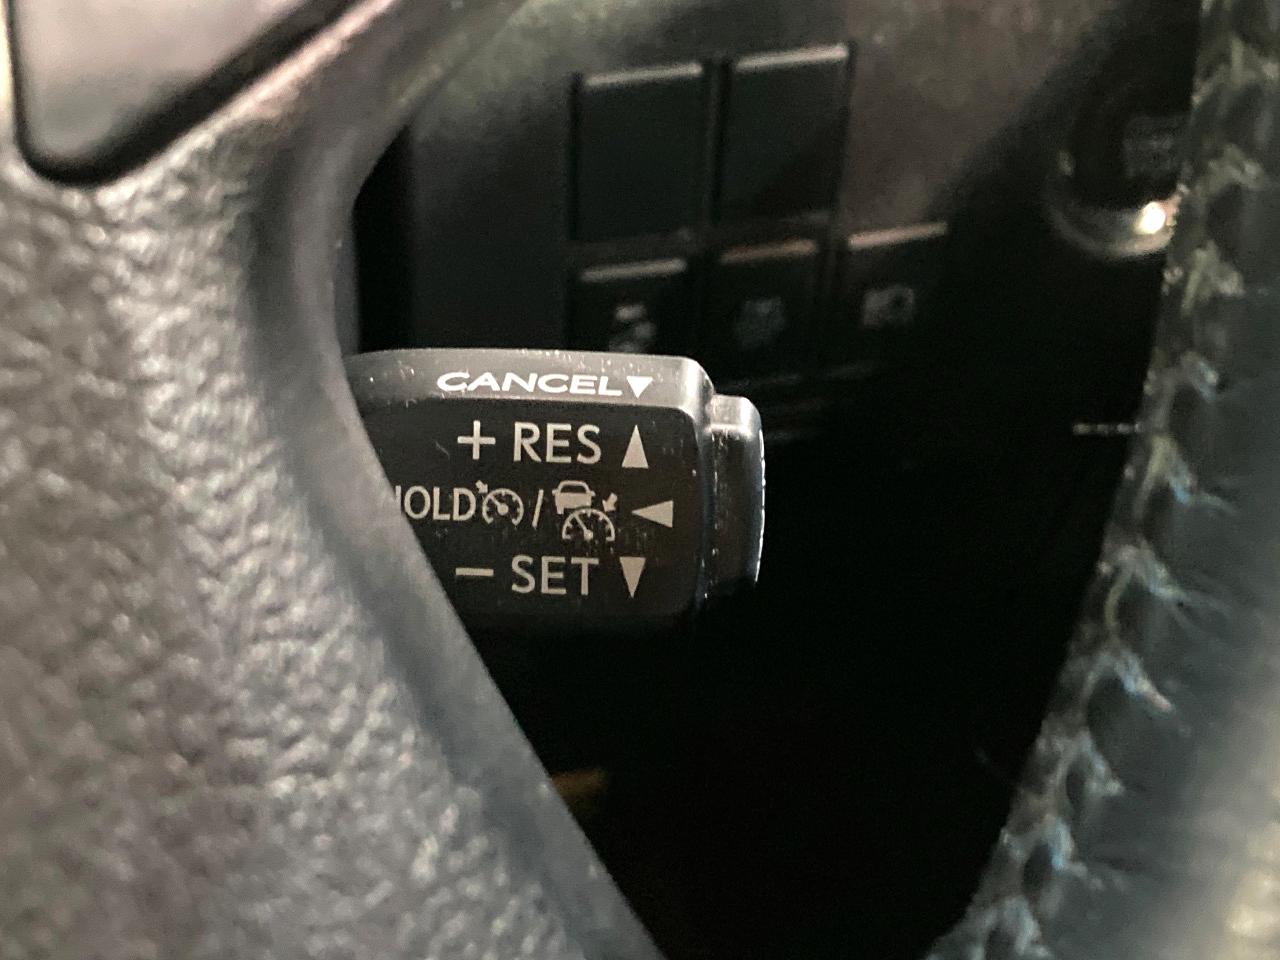 CANCEL▼
+ RES ▲
HOLD / ◀
− SET ▼